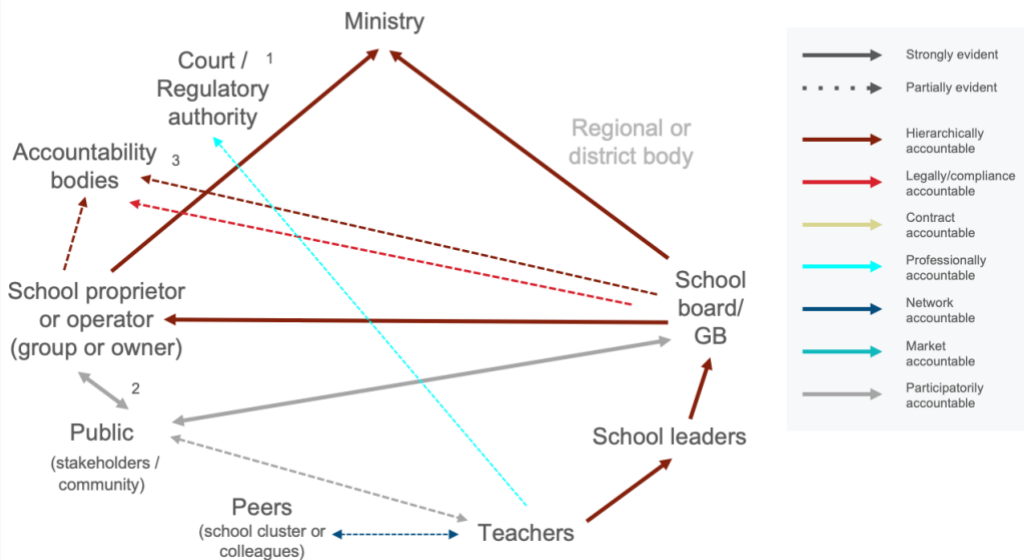 Ministry
Court / 1
Regulatory
authority
Regional or
district body
Accountability 3
bodies
School proprietor
or operator
(group or owner)
School
board/
GB
2
Public
(stakeholders /
community)
School leaders
Peers
(school cluster or
colleagues)
Teachers
Strongly evident
Partially evident
Hierarchically
accountable
Legally/compliance
accountable
Contract
accountable
Professionally
accountable
Network
accountable
Market
accountable
Participatorily
accountable